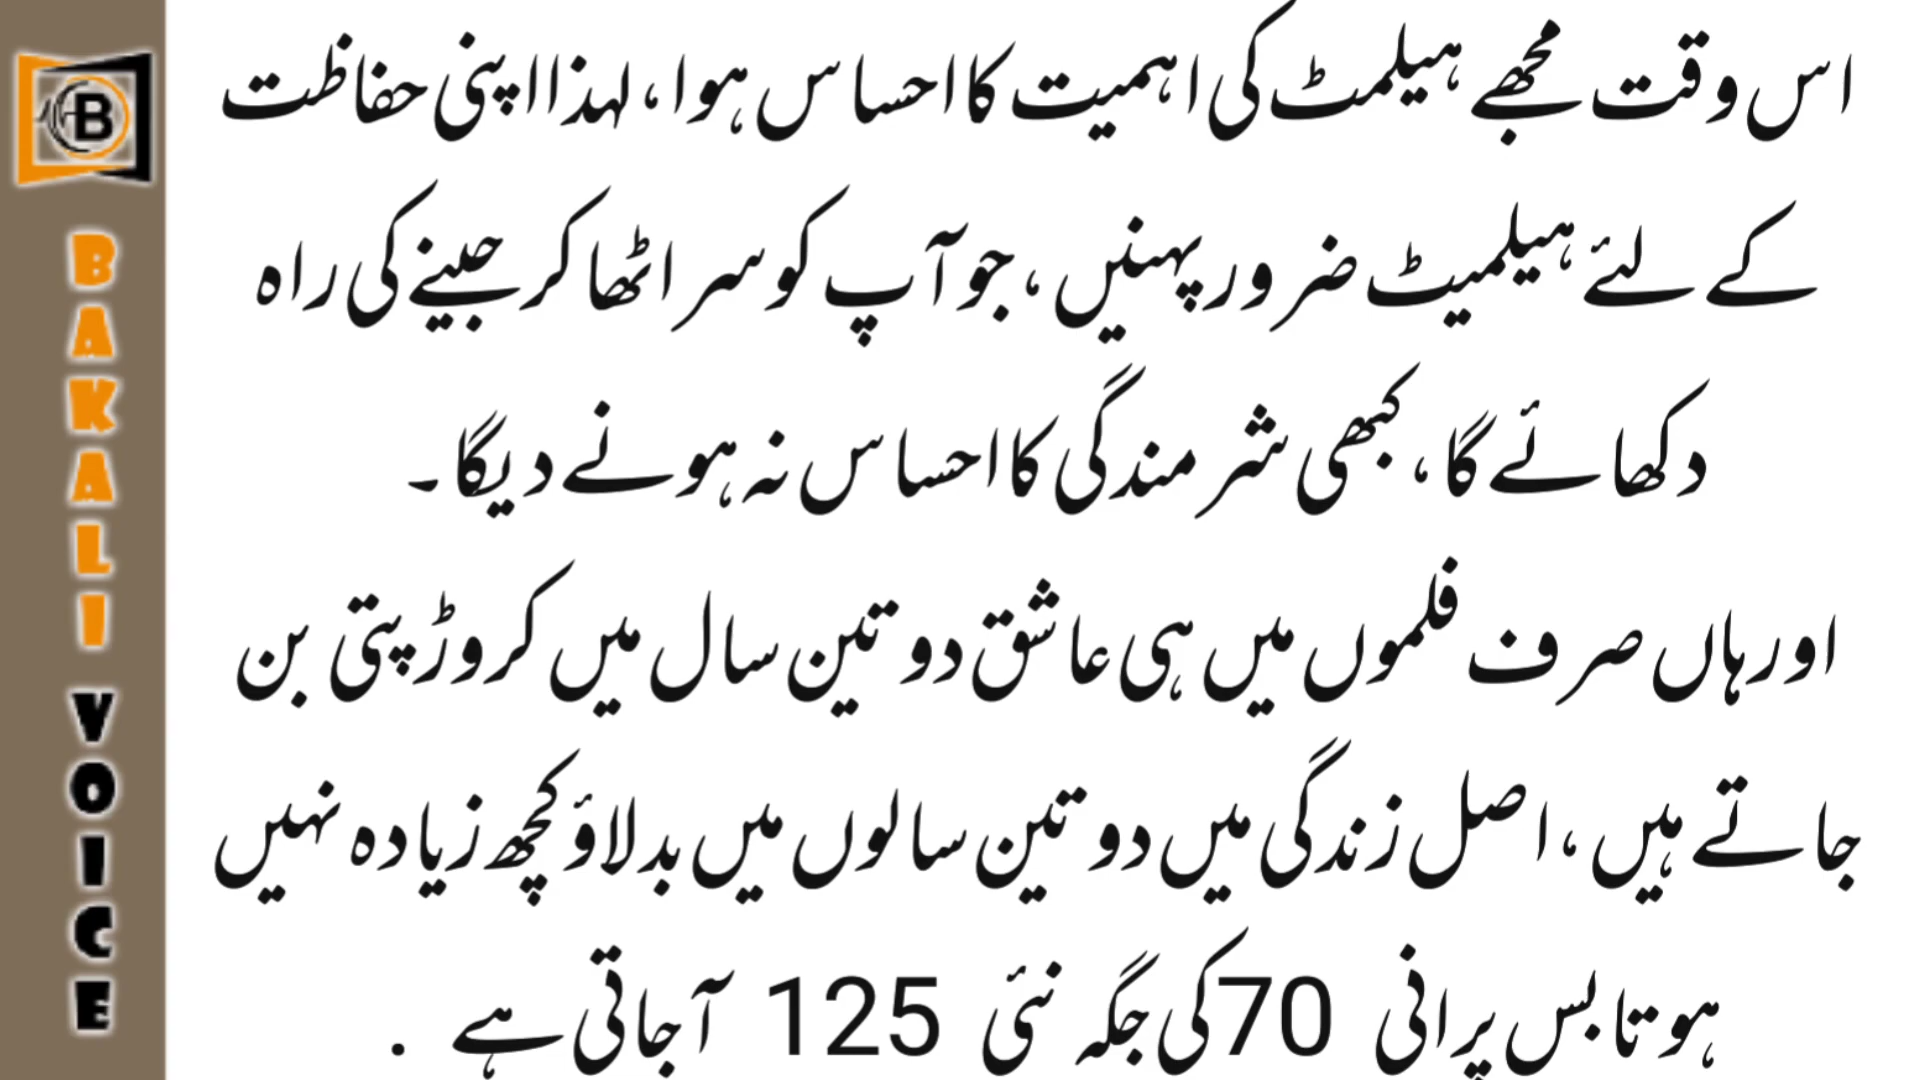 اس وقت مجھے ہیلمٹ کی اہمیت کا احساس ہوا، لہذا اپنی حفاظت
کے لئے ہیلمیٹ ضرور پہنیں، جو آپ کو سر اٹھا کر جینے کی راہ
دکھائے گا، کبھی شرمندگی کا احساس نہ ہونے دیگا۔
اور ہاں صرف فلموں میں ہی عاشق دو تین سال میں کروڑ پتی بن
جاتے ہیں، اصل زندگی میں دو تین سالوں میں بدلاؤ کچھ زیادہ نہیں
ہوتا بس پرانی 70 کی جگہ نئی 125 آجاتی ہے .
B
BAKALI VOICE